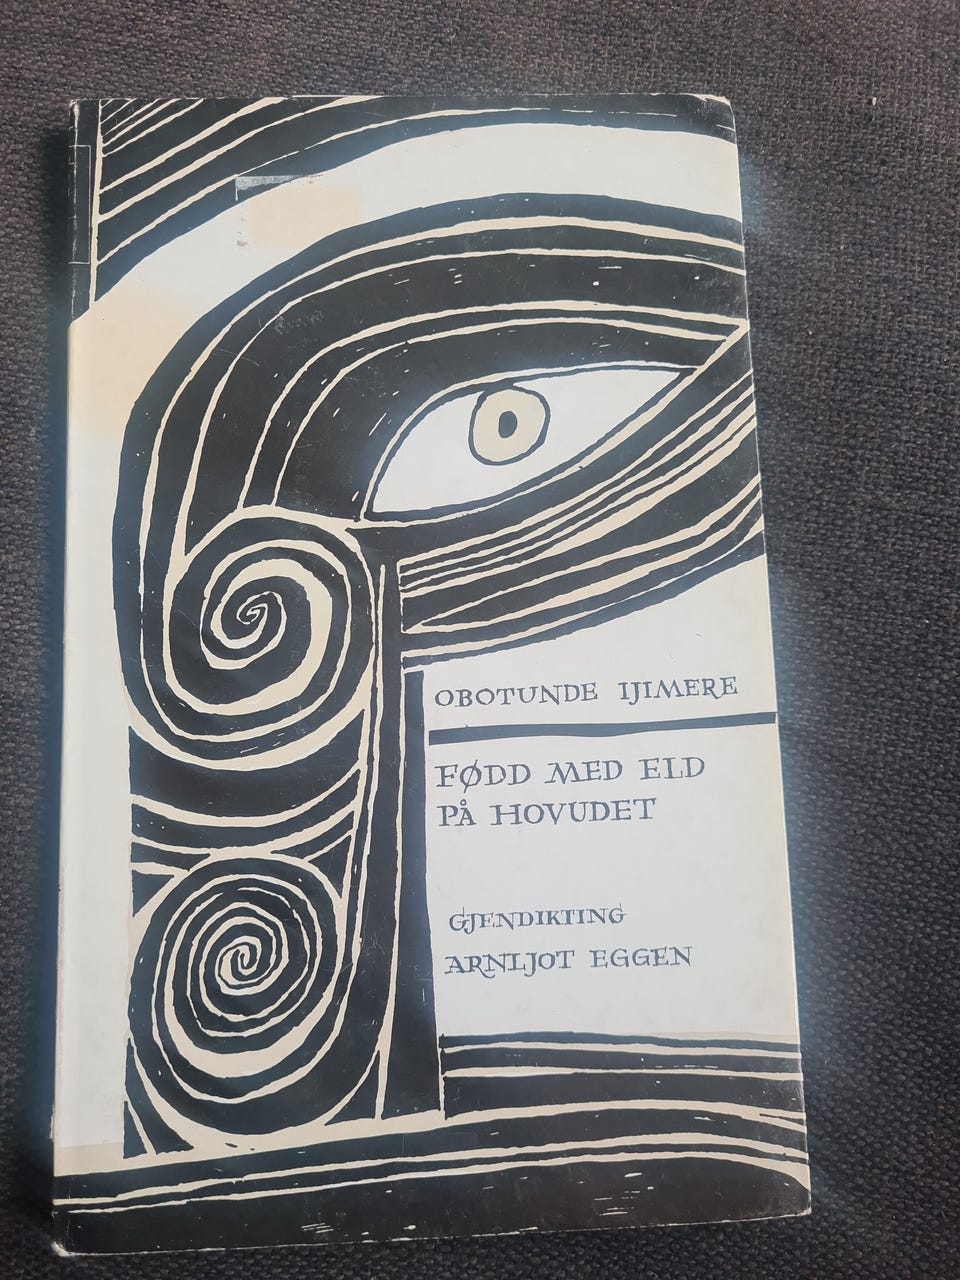 OBOTUNDE IJIMERE
FØDD MED ELD
PÅ HOVUDET
GJENDIKTING
ARNLJOT EGGEN